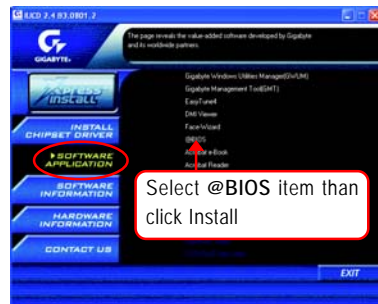 IUCD 2.4 B3.0801.2
GIGABYTE
The page reveals the value-added software developed by Gigabyte
and its worldwide partners.
Xpress
INSTALL
INSTALL
CHIPSET DRIVER
SOFTWARE
APPLICATION
SOFTWARE
INFORMATION
HARDWARE
INFORMATION
CONTACT US
Gigabyte Windows Utilities Manager(GWUM)
Gigabyte Management Tool(GMT)
EasyTune4
DMI Viewer
Face-Wizard
@BIOS
Acrobat e-Book
Acrobat Reader
Select @BIOS item than
click Install
EXIT